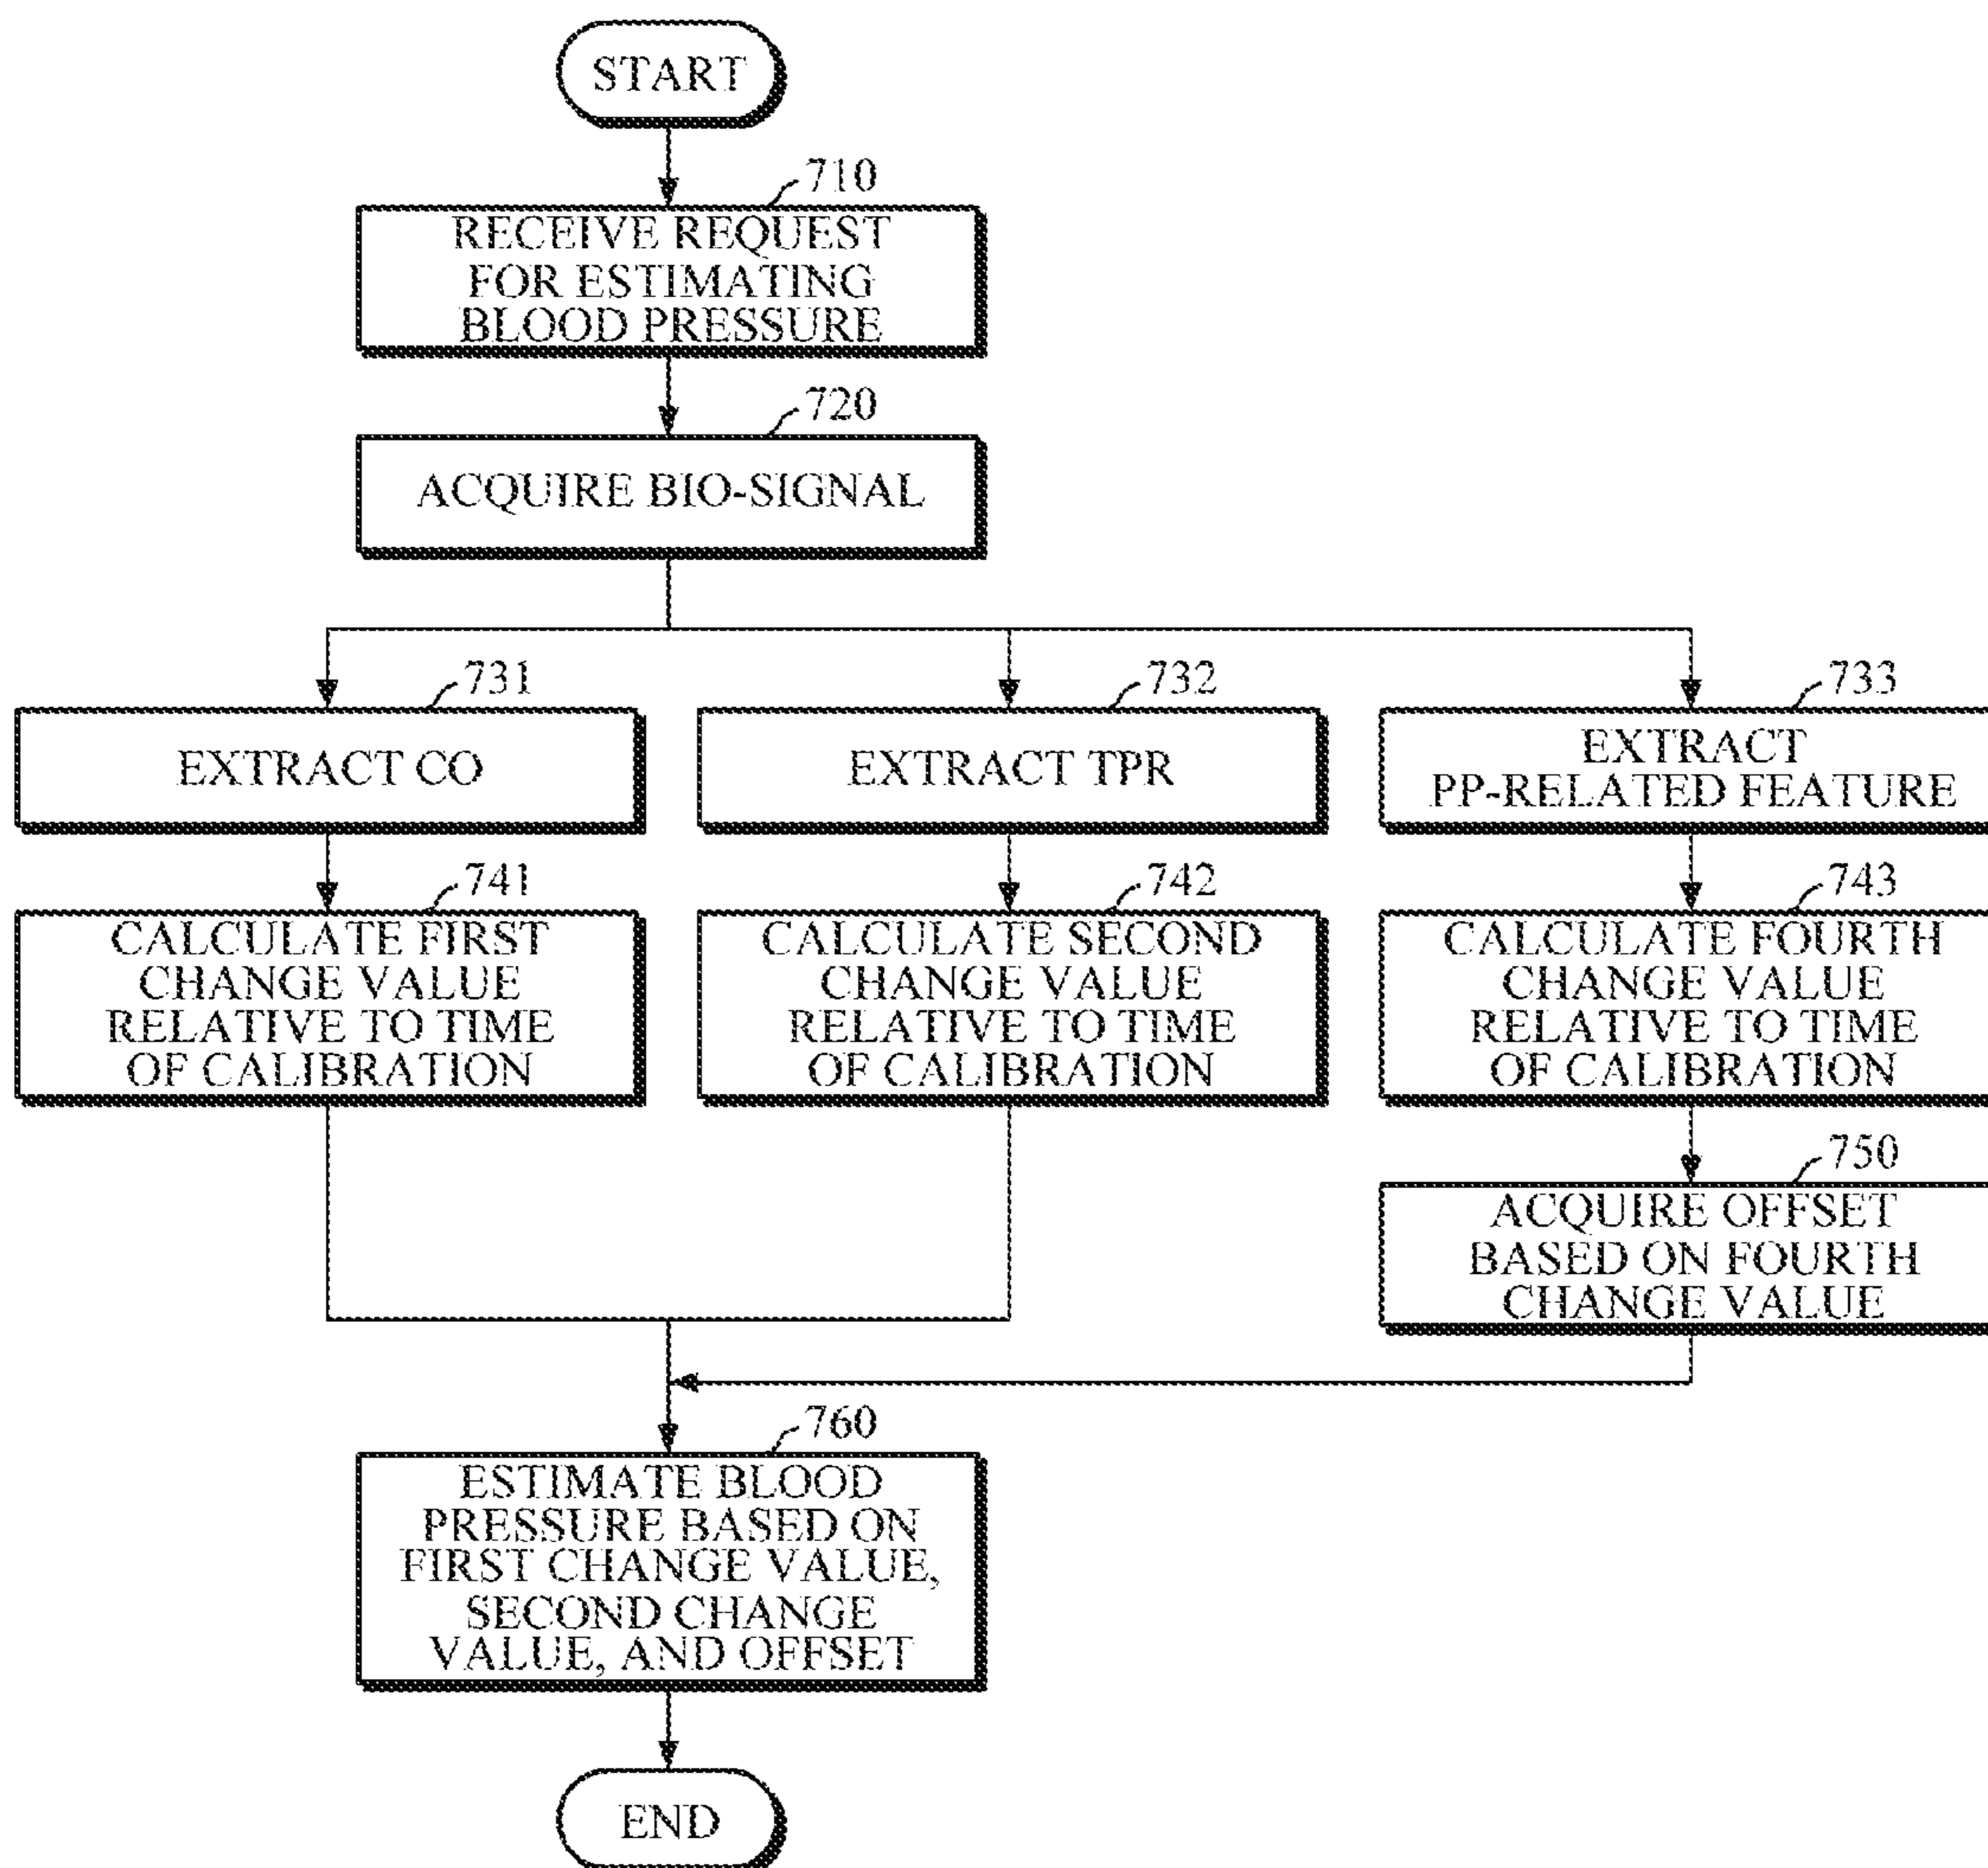 START
710
RECEIVE REQUEST
FOR ESTIMATING
BLOOD PRESSURE
720
ACQUIRE BIO-SIGNAL
731
EXTRACT CO
732
EXTRACT TPR
733
EXTRACT
PP-RELATED FEATURE
741
CALCULATE FIRST
CHANGE VALUE
RELATIVE TO TIME
OF CALIBRATION
742
CALCULATE SECOND
CHANGE VALUE
RELATIVE TO TIME
OF CALIBRATION
743
CALCULATE FOURTH
CHANGE VALUE
RELATIVE TO TIME
OF CALIBRATION
750
ACQUIRE OFFSET
BASED ON FOURTH
CHANGE VALUE
760
ESTIMATE BLOOD
PRESSURE BASED ON
FIRST CHANGE VALUE,
SECOND CHANGE
VALUE, AND OFFSET
END